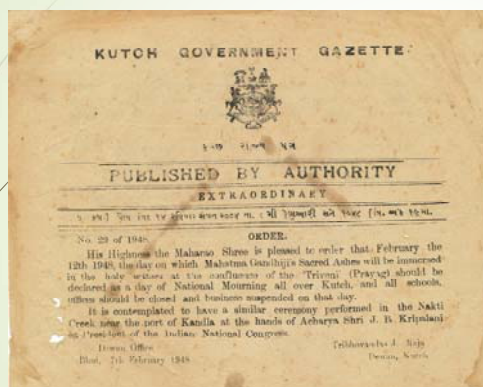 KUTCH GOVERNMENT GAZETTE
કચ્છ રાજ્ય પત્ર
PUBLISHED BY AUTHORITY
EXTRAORDINARY
No. 29 of 1948. ORDER.
His Highness the Maharao Shree is pleased to order that February the
12th 1948, the day on which Mahatma Gandhiji's Sacred Ashes will be immersed
in the holy waters at the confluence of the 'Triveni' (Prayag) should be
declared as a day of National Mourning all over Kutch, and all schools,
offices should be closed and business suspended on that day.
It is contemplated to have a similar ceremony performed in the Nakti
Creek near the port of Kandla at the hands of Acharya Shri J. B. Kripalani
President of the Indian National Congress.
Dewan Office
Bhuj, 7th February 1948
Dewan, Kutch